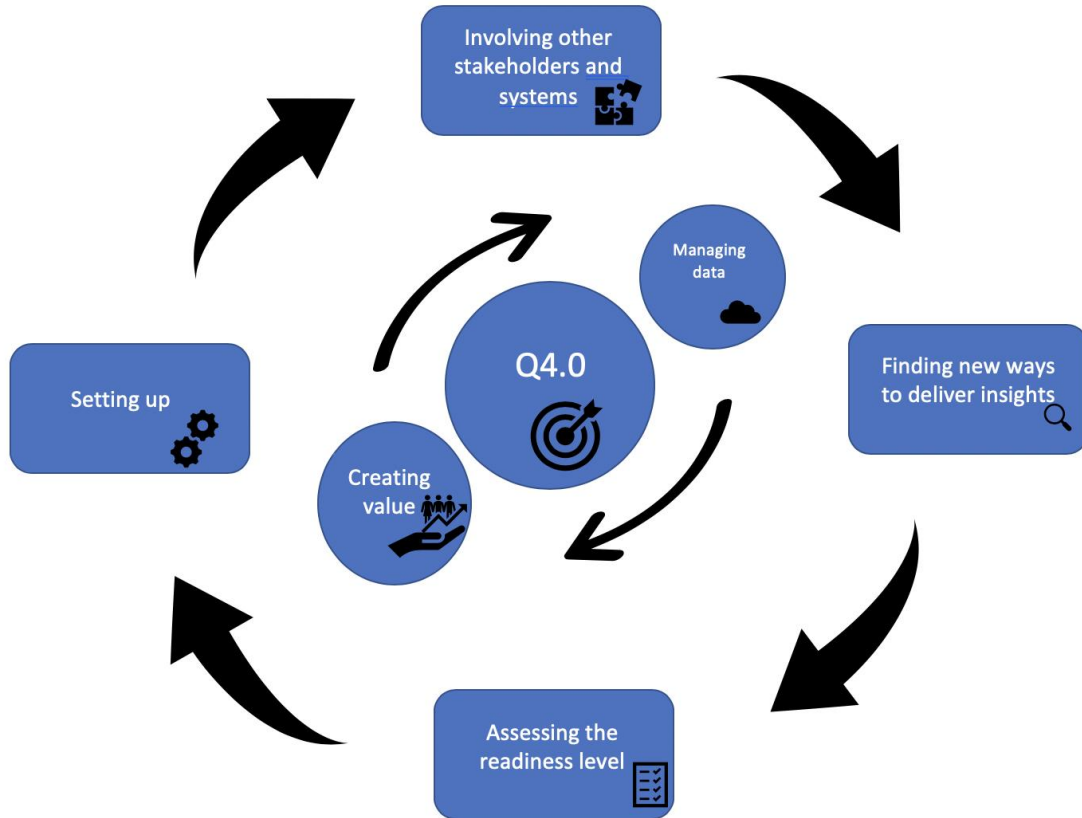 Involving other
stakeholders and
systems
Managing
data
Q4.0
Finding new ways
to deliver insights
Setting up
Creating
value
Assessing the
readiness level